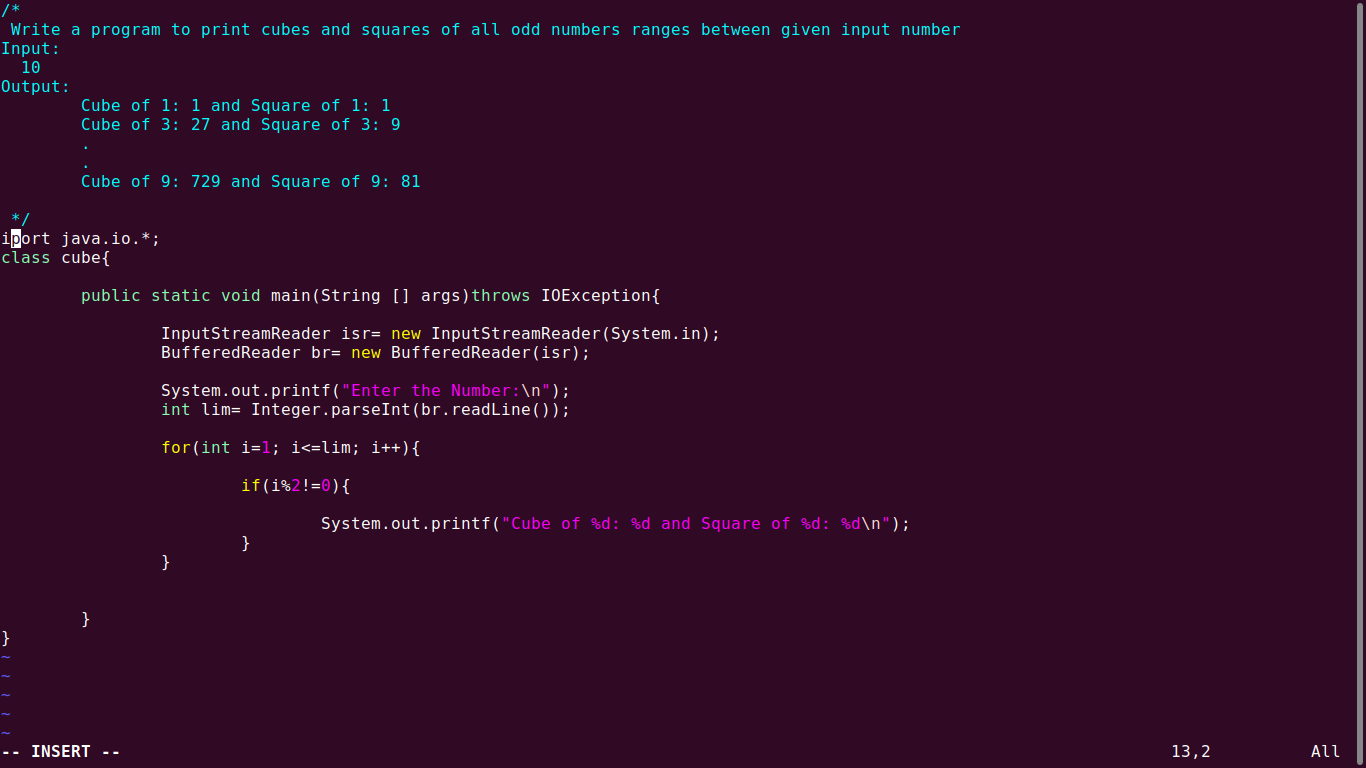 /*
 Write a program to print cubes and squares of all odd numbers ranges between given input number
Input:
  10
Output:
        Cube of 1: 1 and Square of 1: 1
        Cube of 3: 27 and Square of 3: 9
        .
        .
        Cube of 9: 729 and Square of 9: 81

 */
iport java.io.*;
class cube{

        public static void main(String [] args)throws IOException{

                InputStreamReader isr= new InputStreamReader(System.in);
                BufferedReader br= new BufferedReader(isr);

                System.out.printf("Enter the Number:\n");
                int lim= Integer.parseInt(br.readLine());

                for(int i=1; i<=lim; i++){

                        if(i%2!=0){

                                System.out.printf("Cube of %d: %d and Square of %d: %d\n");
                        }
                }


        }
}
~
~
~
~
~
-- INSERT -- 13,2 All